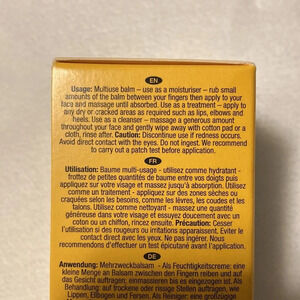 EN
Usage: Multiuse balm – use as a moisturiser – rub small
amounts of the balm between your fingers then apply to your
face and massage until absorbed. Use as a treatment – apply to
any dry or cracked areas as required such as lips, elbows and
heels. Use as a cleanser – massage a generous amount
throughout your face and gently wipe away with cotton pad or a
cloth, rinse after. Caution: Discontinue use if redness occurs.
Avoid direct contact with the eyes. Do not ingest. We recommend
to carry out a patch test before application.
FR
Utilisation: Baume multi-usage - utilisez comme hydratant -
frottez de petites quantités de baume entre vos doigts puis
appliquez sur votre visage et massez jusqu'à absorption. Utilisez
comme un traitement - appliquez sur des zones sèches ou
craquées selon les besoins, comme les lèvres, les coudes et les
talons. Utilisez comme nettoyant - massez une quantité
généreuse dans votre visage et essuyez doucement avec un
coton ou un chiffon, rincez ensuite. Précaution: Cesser
l'utilisation si des rougeurs ou irritations apparaissent. Eviter le
contact direct avec les yeux. Ne pas ingérer. Nous
recommendons d'effectuer un test épicutané avant l'application.
DE
Anwendung: Mehrzweckbalsam - Als Feuchtigkeitscreme: eine
kleine Menge an Balsam zwischen den Fingern reiben und auf
das Gesicht auftragen; einmassieren bis es eingezogen ist. Als
Behandlung: auf trockene oder rissige Stellen auftragen, wie
Lippen, Ellbogen und Fersen. Als Reiniger: eine großzügige